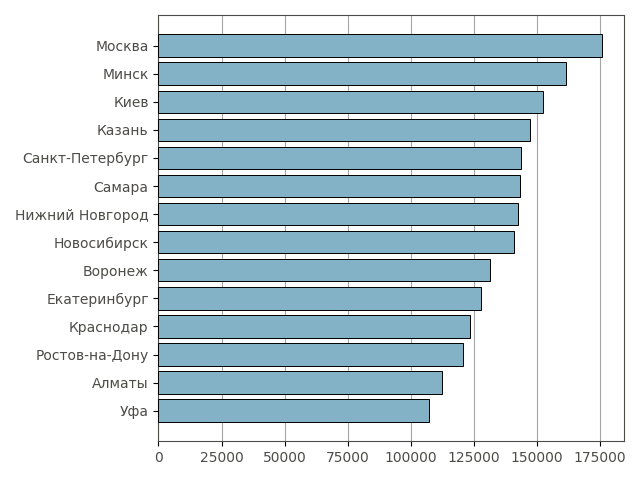 Москва
Минск
Киев
Казань
Санкт-Петербург
Самара
Нижний Новгород
Новосибирск
Воронеж
Екатеринбург
Краснодар
Ростов-на-Дону
Алматы
Уфа
0 25000 50000 75000 100000 125000 150000 175000